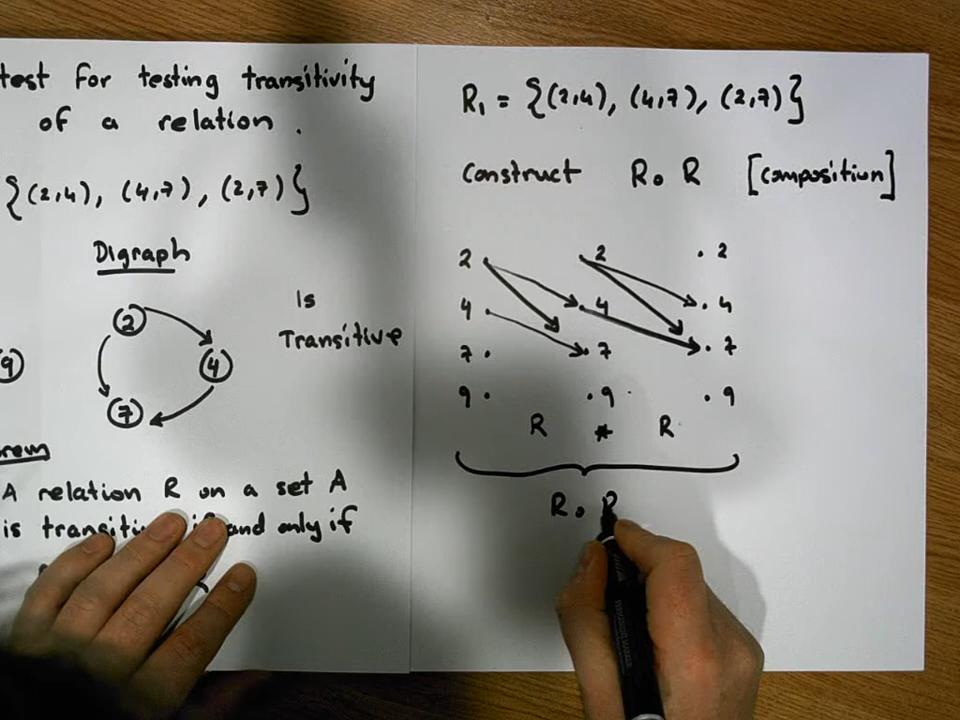 test for testing transitivity
of a relation.
{(2,4), (4,7), (2,7)}
Digraph
2
Is
Transitive
9
4
7
A relation R on a set A
is and only if
R₁ = {(2,4), (4,7), (2,7)}
Construct R∘R [composition]
2 2 2
4 4 4
7 7 7
9 9 9
R * R
R∘R